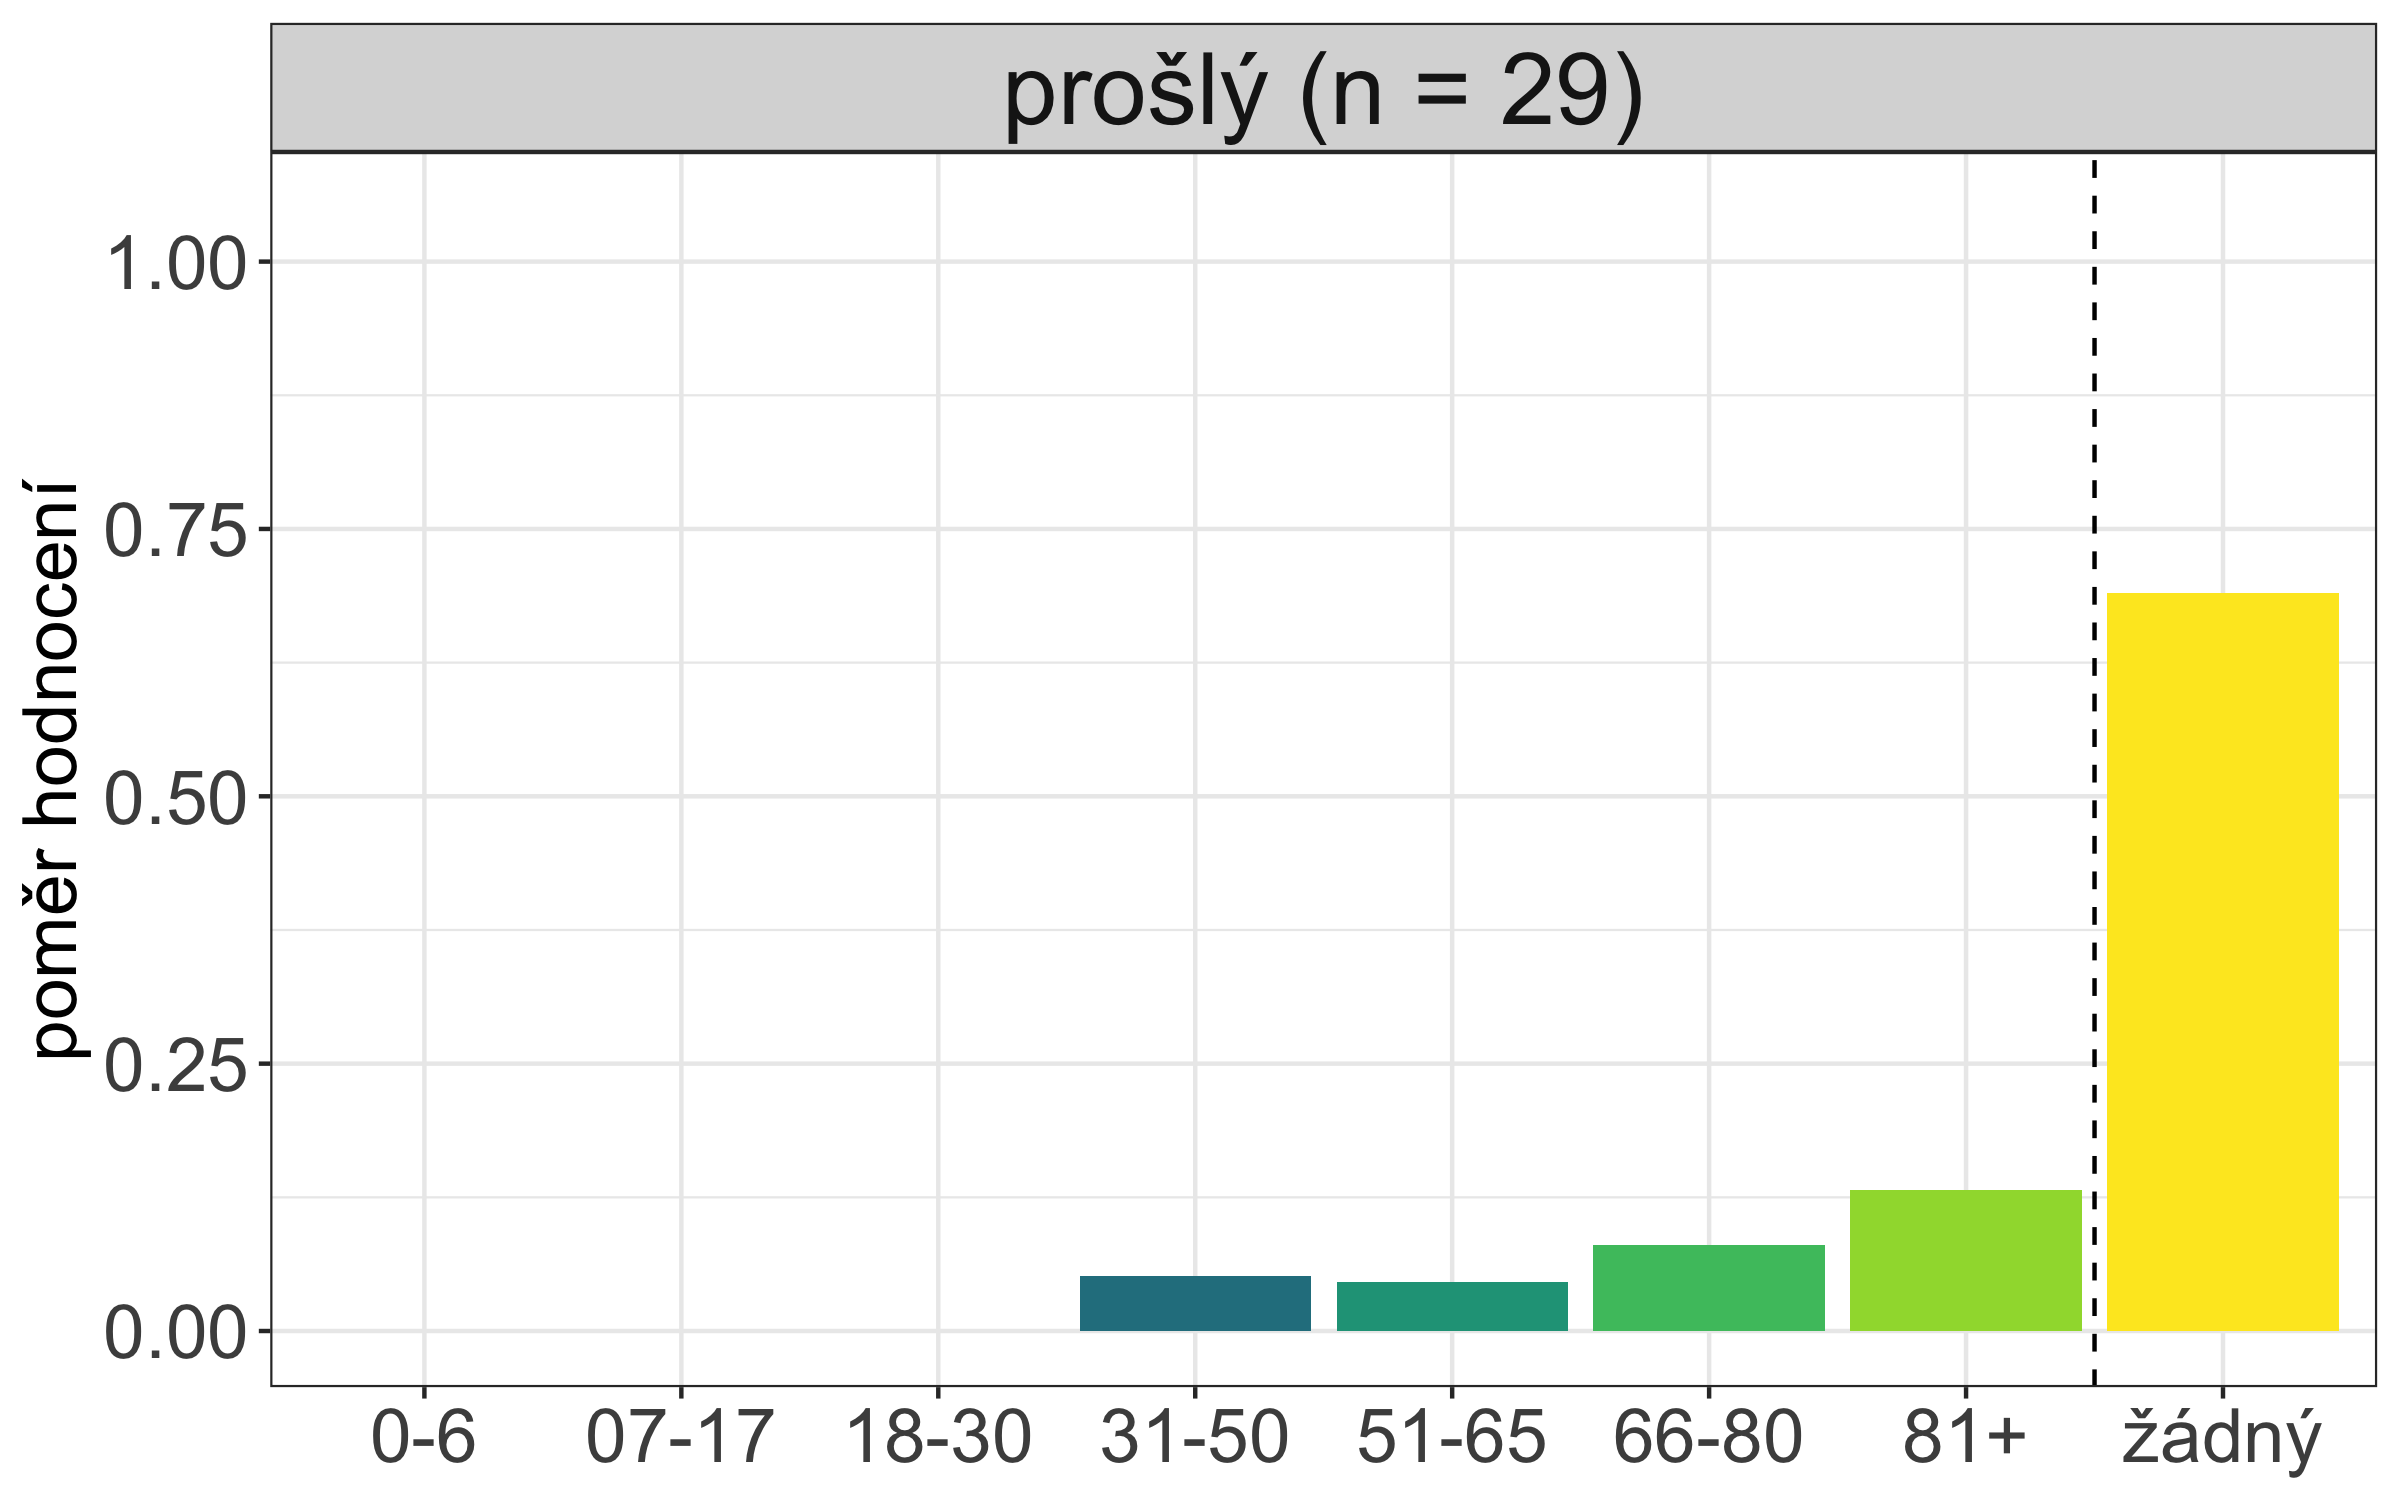 prošlý (n = 29)
poměr hodnocení
1.00
0.75
0.50
0.25
0.00
0-6 07-17 18-30 31-50 51-65 66-80 81+ žádný